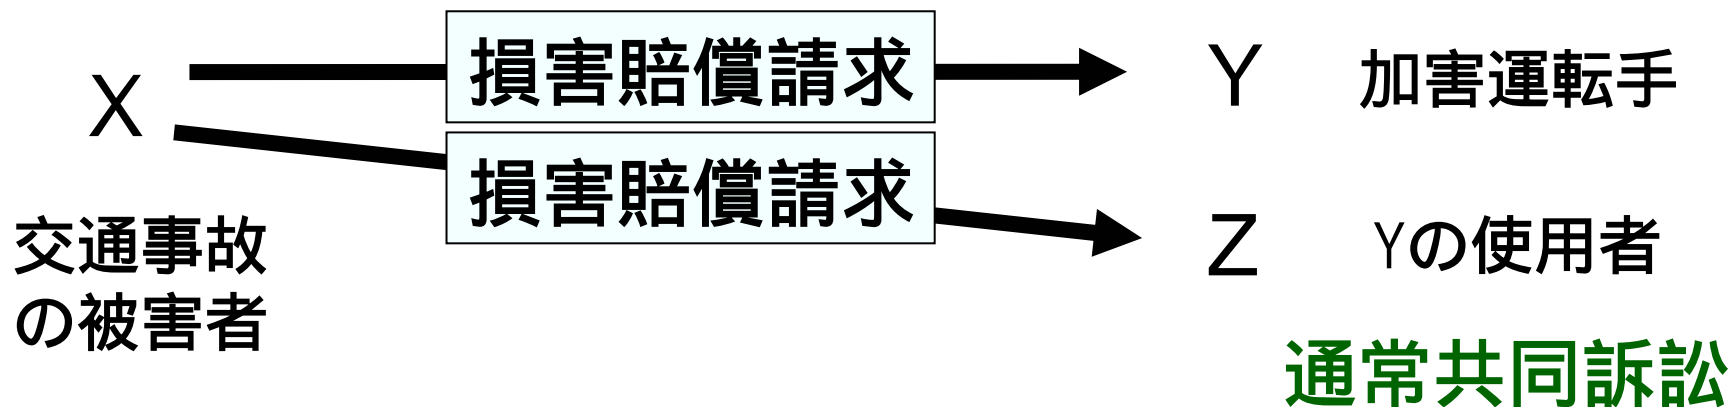 X
交通事故
の被害者
損害賠償請求
損害賠償請求
Y 加害運転手
Z Yの使用者
通常共同訴訟